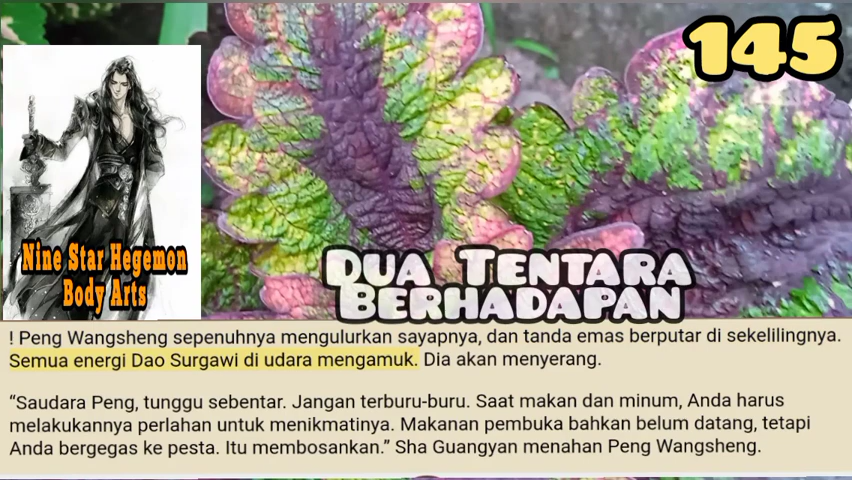 145
Nine Star Hegemon
Body Arts
DUA TENTARA
BERHADAPAN
! Peng Wangsheng sepenuhnya mengulurkan sayapnya, dan tanda emas berputar di sekelilingnya.
Semua energi Dao Surgawi di udara mengamuk. Dia akan menyerang.
“Saudara Peng, tunggu sebentar. Jangan terburu-buru. Saat makan dan minum, Anda harus
melakukannya perlahan untuk menikmatinya. Makanan pembuka bahkan belum datang, tetapi
Anda bergegas ke pesta. Itu membosankan.” Sha Guangyan menahan Peng Wangsheng.